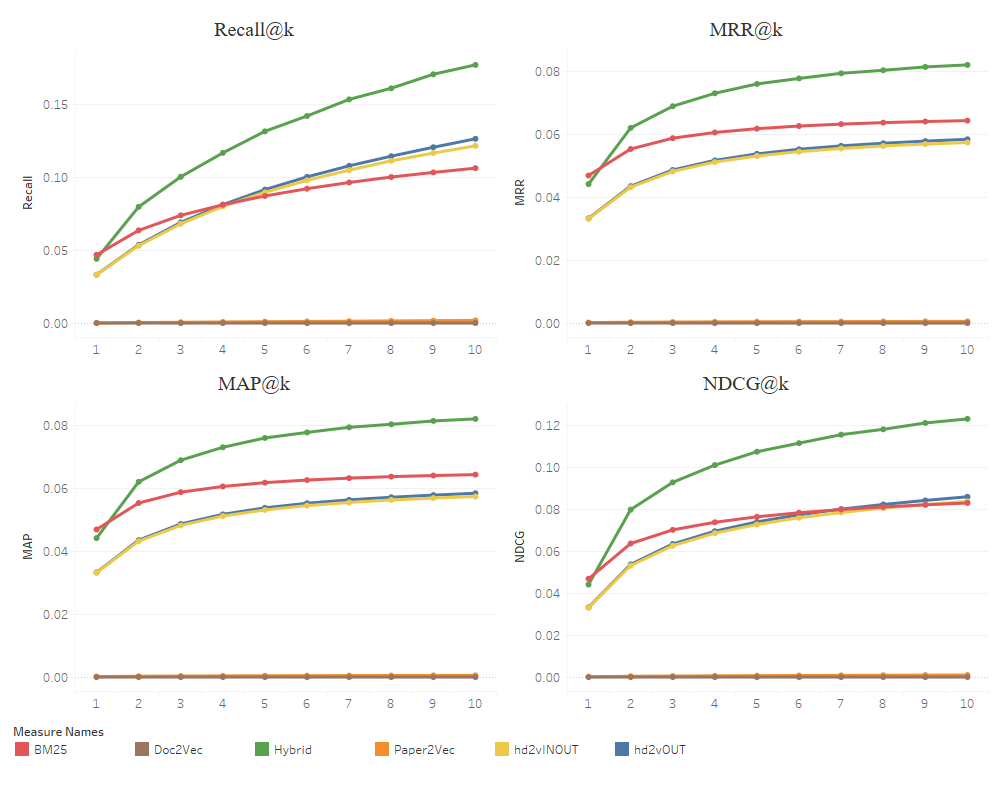 Recall@k
MRR@k
Recall
0.15
0.10
0.05
0.00
1 2 3 4 5 6 7 8 9 10
MRR
0.08
0.06
0.04
0.02
0.00
1 2 3 4 5 6 7 8 9 10
MAP@k
NDCG@k
MAP
0.08
0.06
0.04
0.02
0.00
1 2 3 4 5 6 7 8 9 10
NDCG
0.12
0.10
0.08
0.06
0.04
0.02
0.00
1 2 3 4 5 6 7 8 9 10
Measure Names
BM25 Doc2Vec Hybrid Paper2Vec hd2vINOUT hd2vOUT